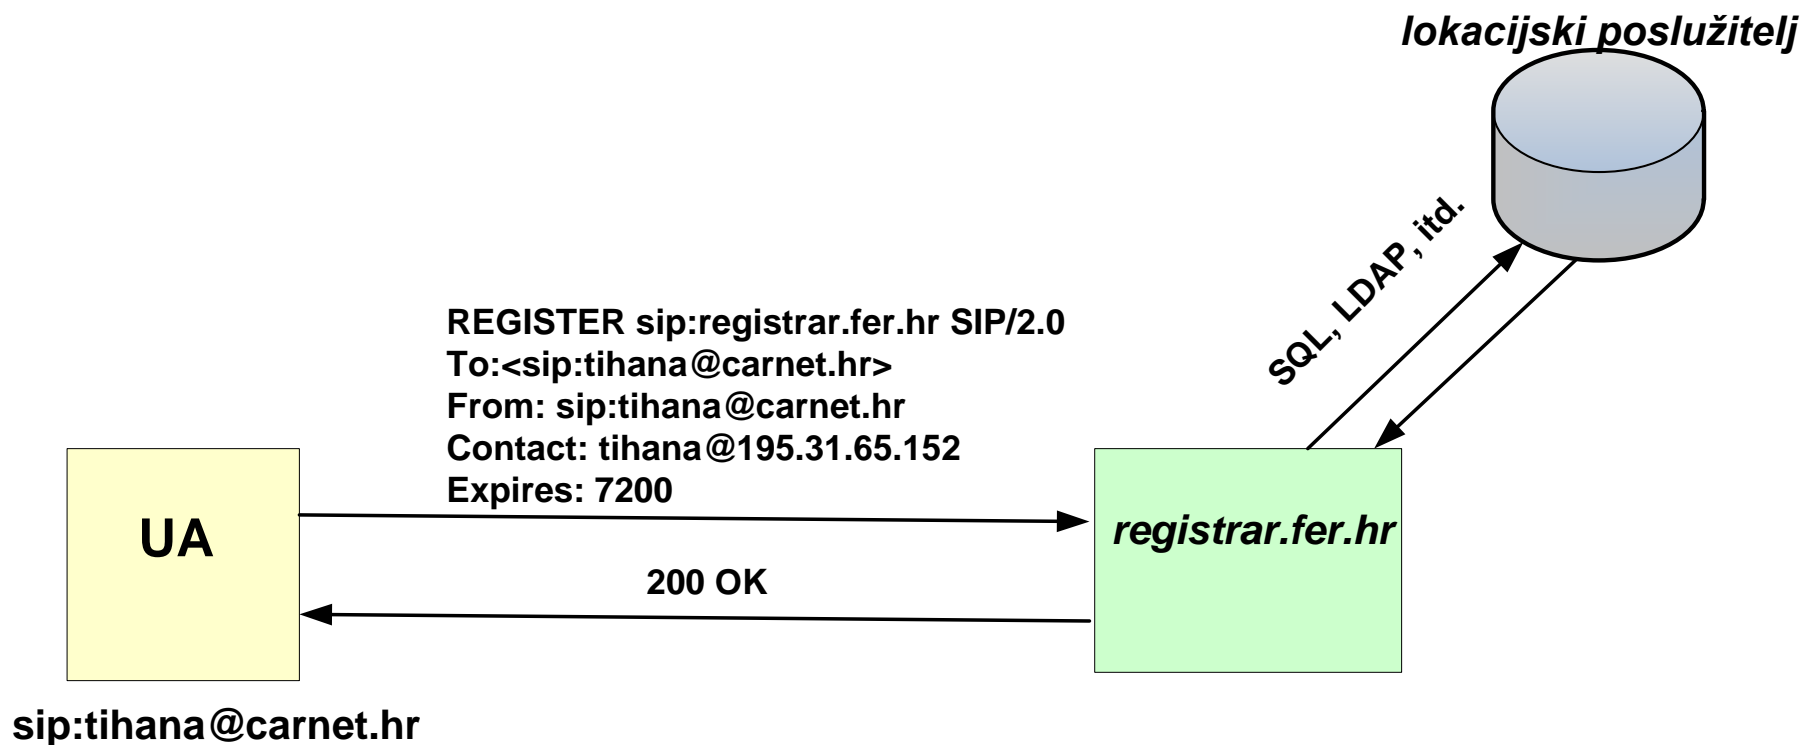 lokacijski poslužitelj
SQL, LDAP, itd.
REGISTER sip:registrar.fer.hr SIP/2.0
To:<sip:tihana@carnet.hr>
From: sip:tihana@carnet.hr
Contact: tihana@195.31.65.152
Expires: 7200
UA
registrar.fer.hr
200 OK
sip:tihana@carnet.hr